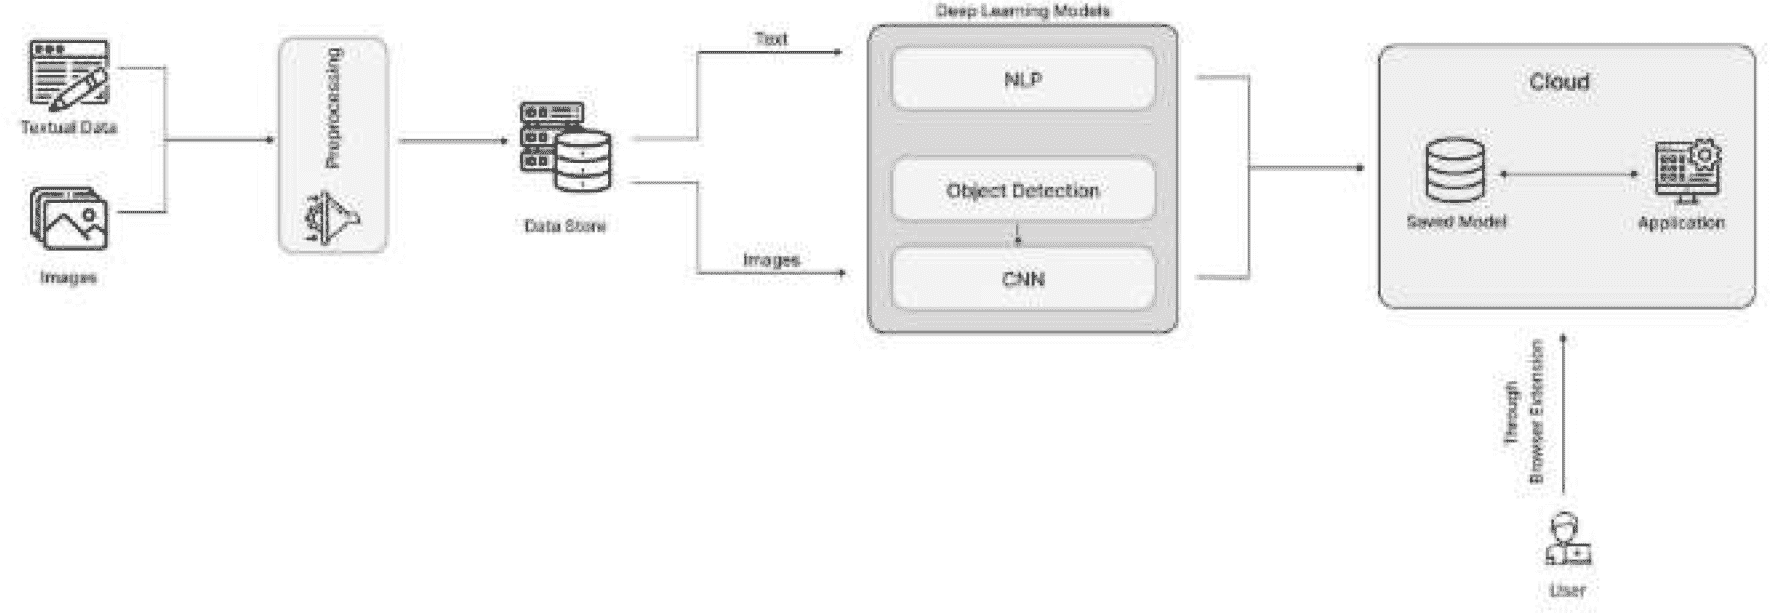 Deep Learning Models
Text
NLP
Cloud
Textual Data
Preprocessing
Object Detection
Data Store
Saved Model
Application
Images
Images
CNN
Through
Browser Extension
User